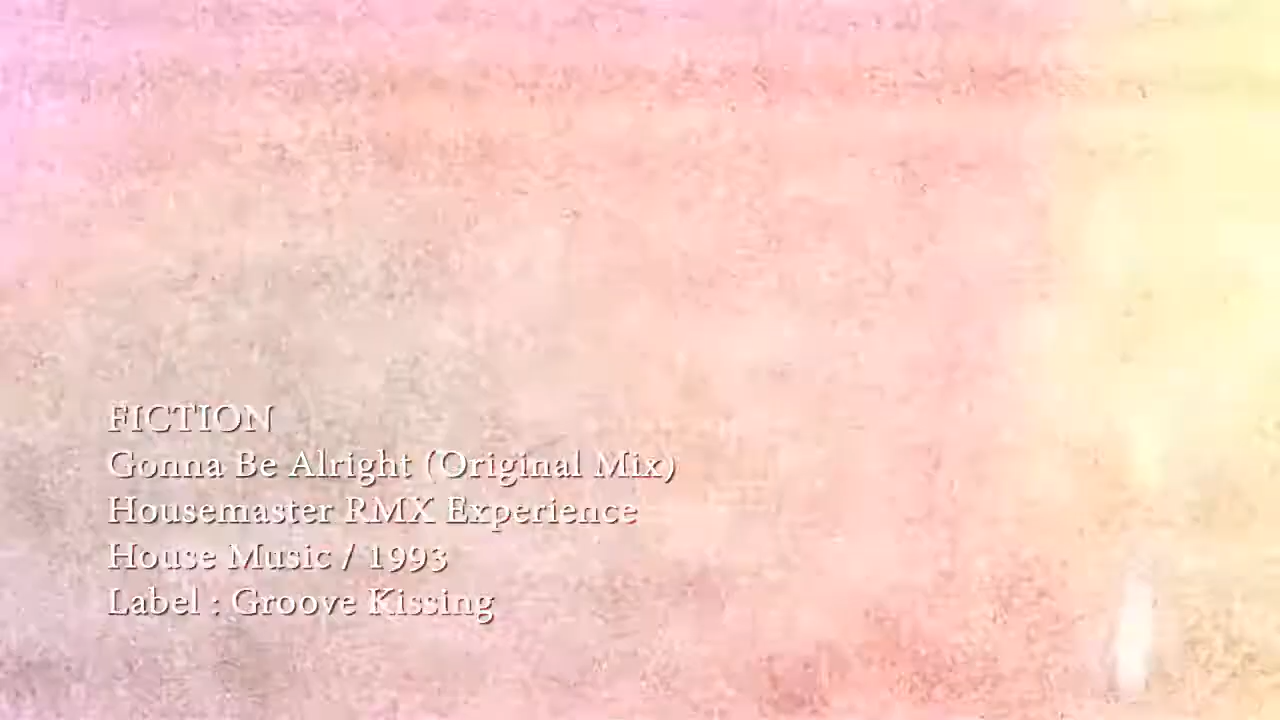 FICTION
Gonna Be Alright (Original Mix)
Housemaster RMX Experience
House Music / 1993
Label : Groove Kissing